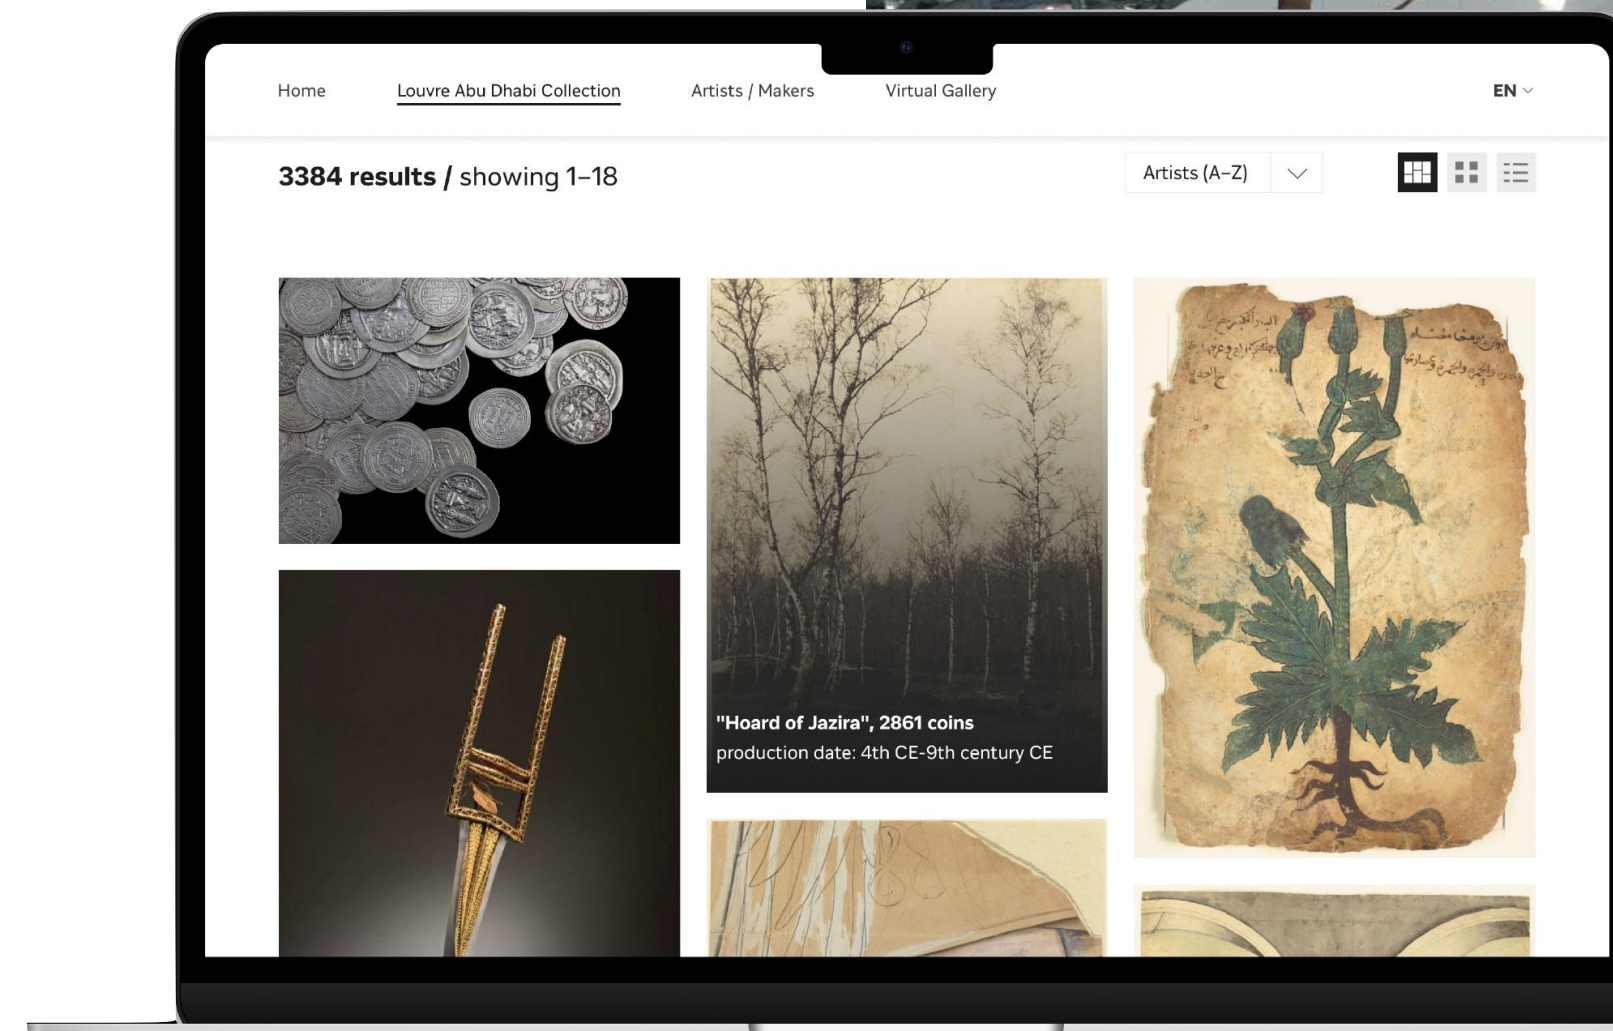 Home
Louvre Abu Dhabi Collection
Artists / Makers
Virtual Gallery
EN
3384 results / showing 1–18
Artists (A–Z)
"Hoard of Jazira", 2861 coins
production date: 4th CE-9th century CE